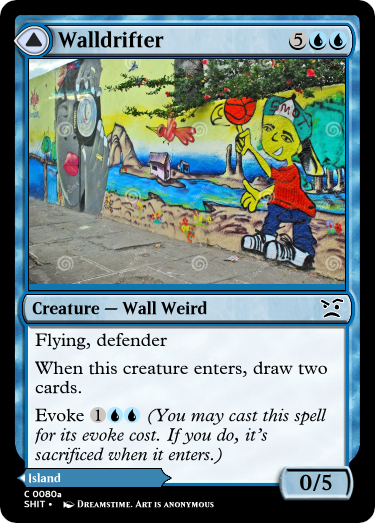 Walldrifter 5
GMO
Creature — Wall Weird
Flying, defender
When this creature enters, draw two
cards.
Evoke 1 (You may cast this spell
for its evoke cost. If you do, it's
sacrificed when it enters.)
Island
0/5
C 0080a
SHIT • Dreamstime. Art is anonymous